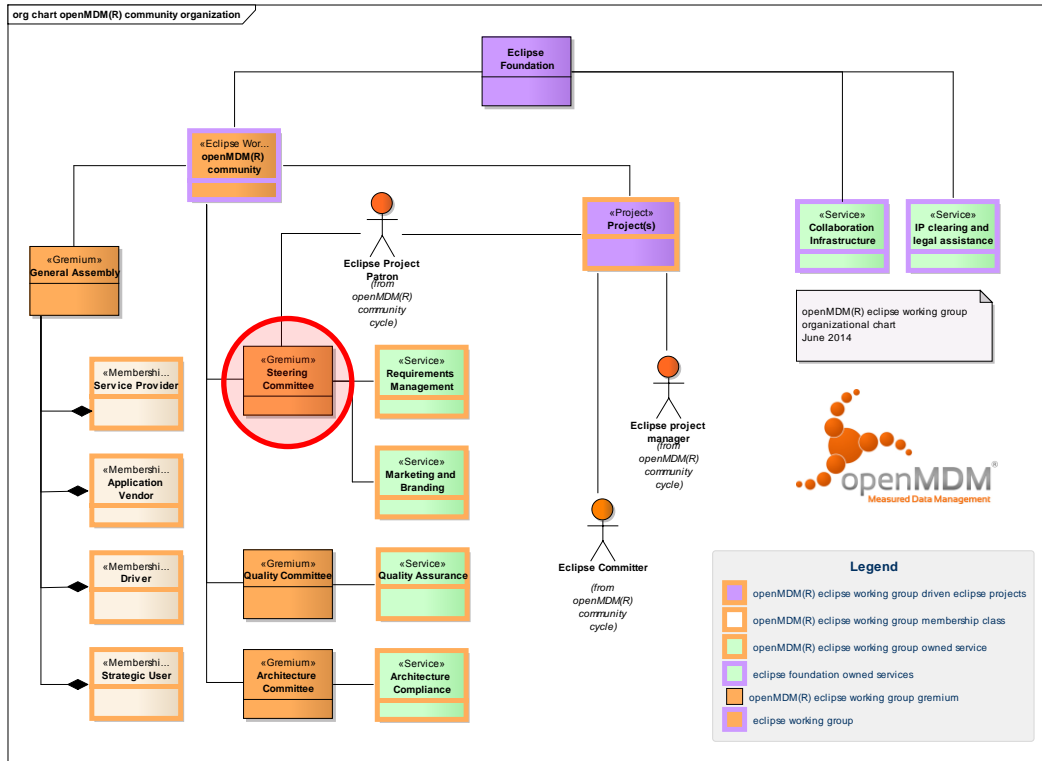 org chart openMDM(R) community organization
Eclipse
Foundation
«Eclipse Wor...
openMDM(R)
community
«Project»
Project(s)
«Service»
Collaboration
Infrastructure
«Service»
IP clearing and
legal assistance
Eclipse Project
Patron
(from
openMDM(R)
community
cycle)
«Gremium»
General Assembly
openMDM(R) eclipse working group
organizational chart
June 2014
«Gremium»
Steering
Committee
«Service»
Requirements
Management
«Membershi...
Service Provider
Eclipse project
manager
(from
openMDM(R)
community
cycle)
«Membershi...
Application
Vendor
«Service»
Marketing and
Branding
openMDM®
Measured Data Management
«Membershi...
Driver
«Gremium»
Quality Committee
«Service»
Quality Assurance
Eclipse Committer
(from
openMDM(R)
community
cycle)
«Membershi...
Strategic User
«Gremium»
Architecture
Committee
«Service»
Architecture
Compliance
Legend
openMDM(R) eclipse working group driven eclipse projects
openMDM(R) eclipse working group membership class
openMDM(R) eclipse working group owned service
eclipse foundation owned services
openMDM(R) eclipse working group gremium
eclipse working group